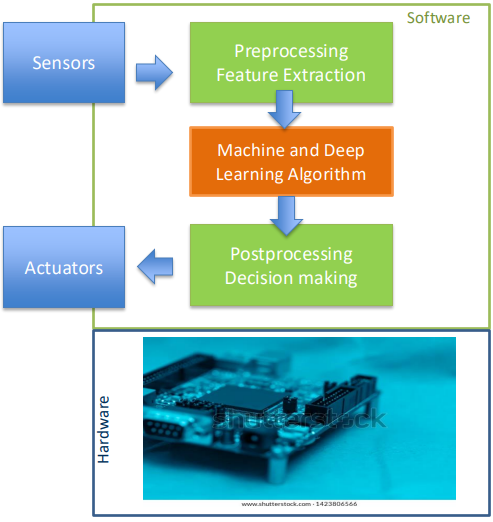 Software
Sensors
Preprocessing
Feature Extraction
Machine and Deep
Learning Algorithm
Actuators
Postprocessing
Decision making
Hardware
shutterstock
www.shutterstock.com · 1423806566